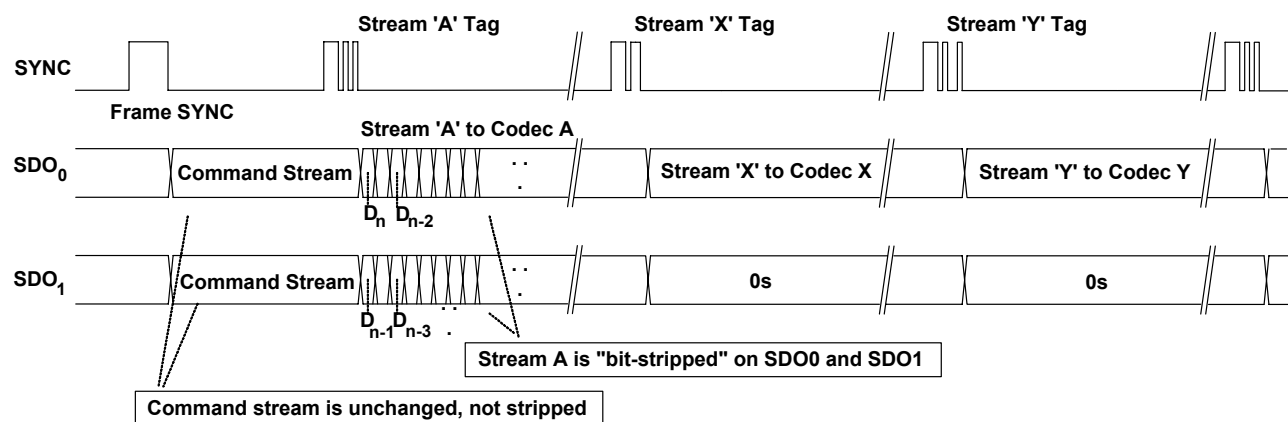 Stream 'A' Tag
Stream 'X' Tag
Stream 'Y' Tag
SYNC
Frame SYNC
Stream 'A' to Codec A
SDO0
Command Stream
. .
.
Stream 'X' to Codec X
Stream 'Y' to Codec Y
Dn
Dn-2
SDO1
Command Stream
. .
.
0s
0s
Dn-1
Dn-3
. .
.
Stream A is "bit-stripped" on SDO0 and SDO1
Command stream is unchanged, not stripped